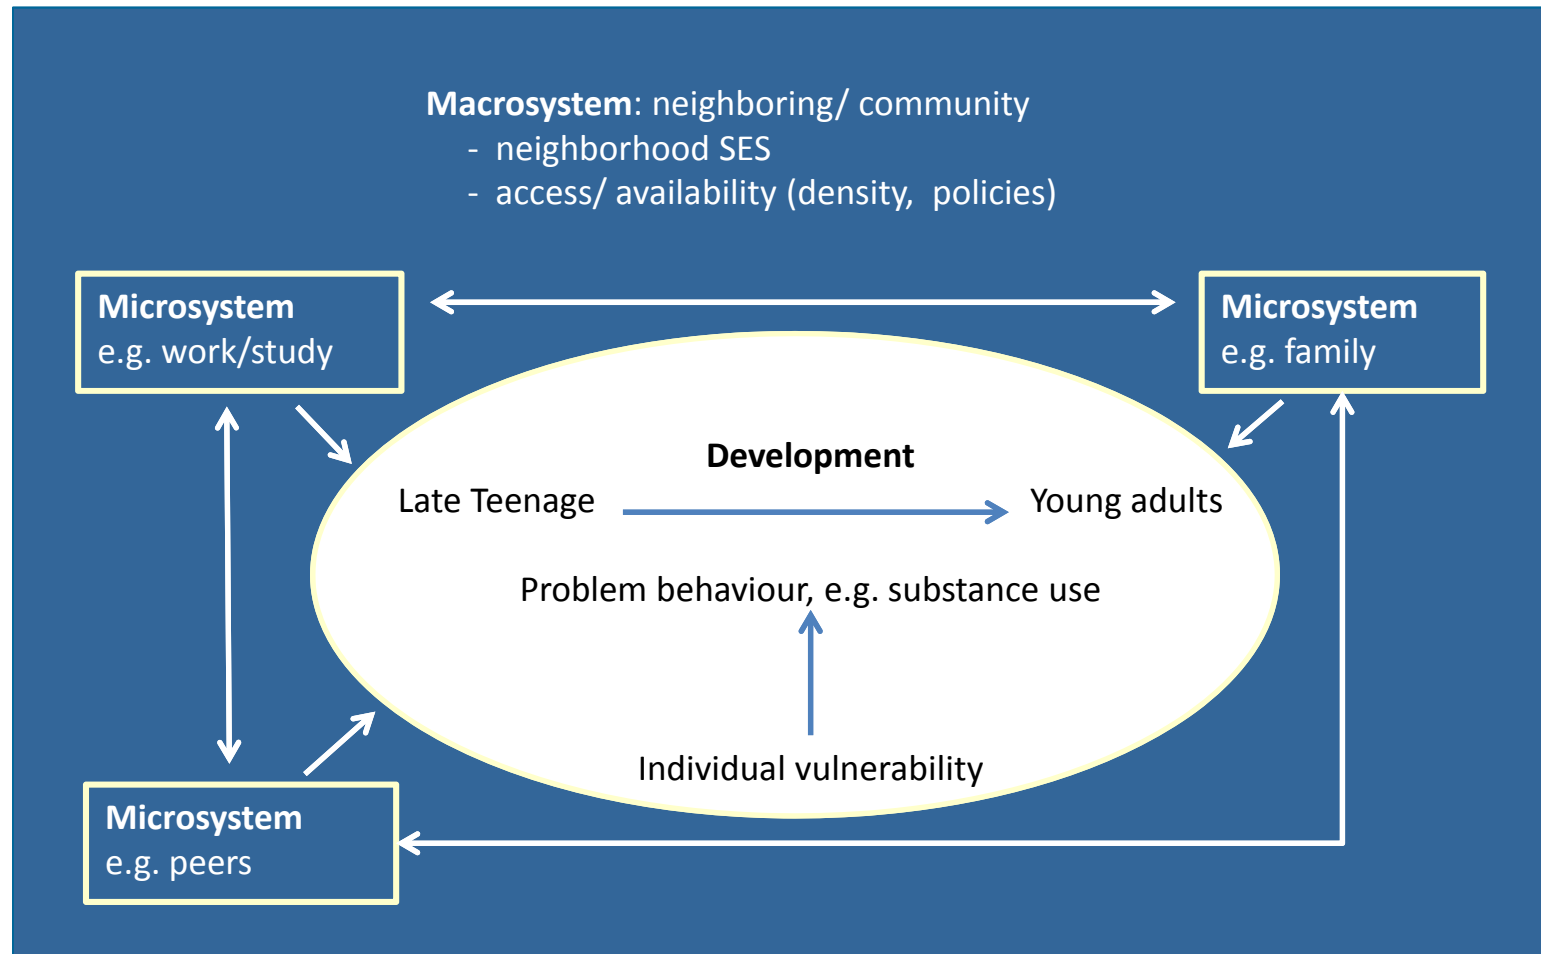 Macrosystem: neighboring/ community
- neighborhood SES
- access/ availability (density, policies)
Microsystem
e.g. work/study
Microsystem
e.g. family
Development
Late Teenage
Young adults
Problem behaviour, e.g. substance use
Individual vulnerability
Microsystem
e.g. peers